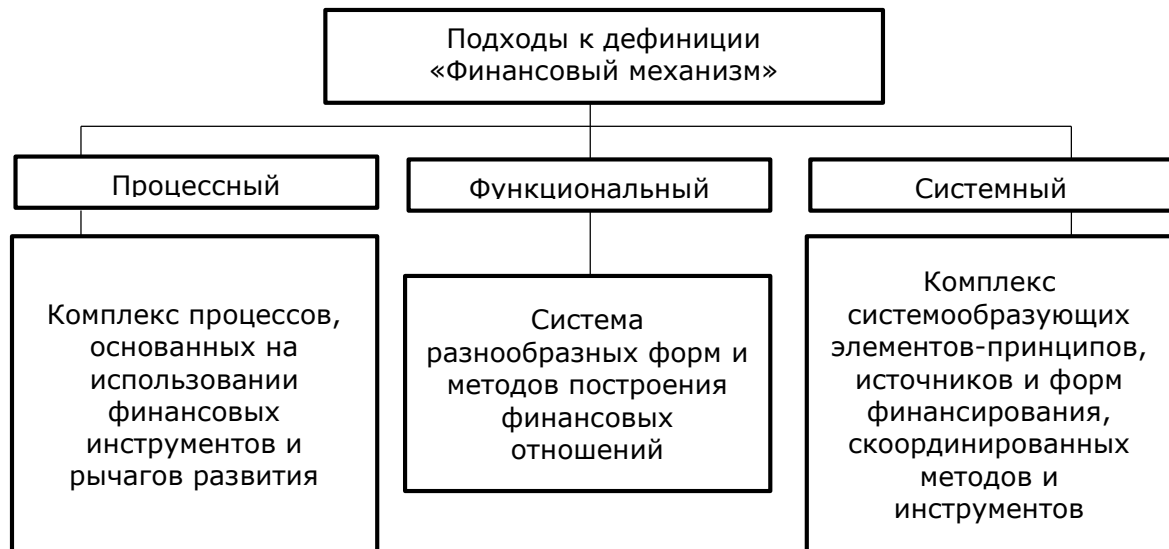 Подходы к дефиниции
«Финансовый механизм»
Процессный
Функциональный
Системный
Комплекс процессов,
основанных на
использовании
финансовых
инструментов и
рычагов развития
Система
разнообразных форм и
методов построения
финансовых
отношений
Комплекс
системообразующих
элементов-принципов,
источников и форм
финансирования,
скоординированных
методов и
инструментов